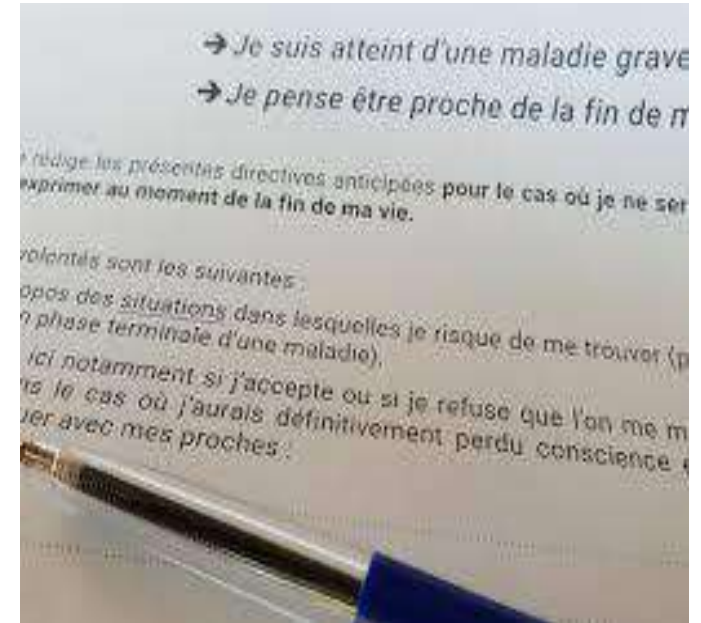 → Je suis atteint d'une maladie grave
→ Je pense être proche de la fin de m
rédige les présentes directives anticipées pour le cas où je ne ser
exprimer au moment de la fin de ma vie.
volontés sont les suivantes :
opos des situations dans lesquelles je risque de me trouver (p
n phase terminale d'une maladie).
ici notamment si j'accepte ou si je refuse que l'on me m
us le cas où j'aurais définitivement perdu conscience e
uer avec mes proches :